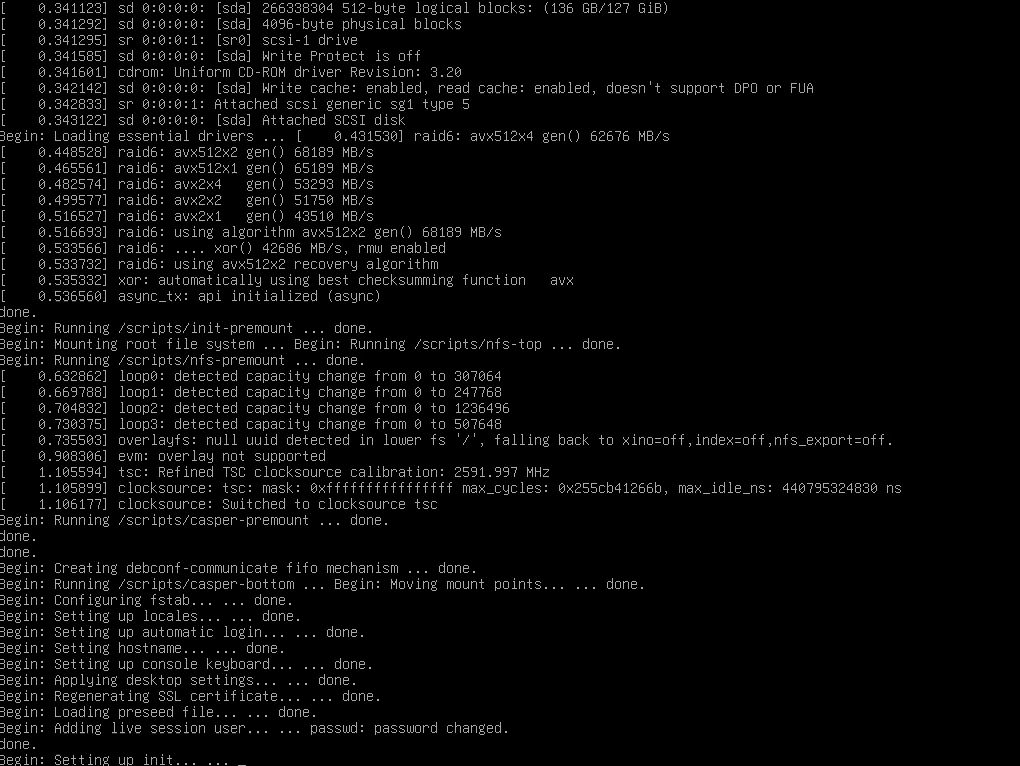 [    0.341123] sd 0:0:0:0: [sda] 266338304 512-byte logical blocks: (136 GB/127 GiB)
[    0.341292] sd 0:0:0:0: [sda] 4096-byte physical blocks
[    0.341295] sr 0:0:0:1: [sr0] scsi-1 drive
[    0.341585] sd 0:0:0:0: [sda] Write Protect is off
[    0.341601] cdrom: Uniform CD-ROM driver Revision: 3.20
[    0.342142] sd 0:0:0:0: [sda] Write cache: enabled, read cache: enabled, doesn't support DPO or FUA
[    0.342833] sr 0:0:0:1: Attached scsi generic sg1 type 5
[    0.343122] sd 0:0:0:0: [sda] Attached SCSI disk
Begin: Loading essential drivers ... [    0.431530] raid6: avx512x4 gen() 62676 MB/s
[    0.448528] raid6: avx512x2 gen() 68189 MB/s
[    0.465561] raid6: avx512x1 gen() 65189 MB/s
[    0.482574] raid6: avx2x4   gen() 53293 MB/s
[    0.499577] raid6: avx2x2   gen() 51750 MB/s
[    0.516527] raid6: avx2x1   gen() 43510 MB/s
[    0.516693] raid6: using algorithm avx512x2 gen() 68189 MB/s
[    0.533566] raid6: .... xor() 42686 MB/s, rmw enabled
[    0.533732] raid6: using avx512x2 recovery algorithm
[    0.535332] xor: automatically using best checksumming function   avx
[    0.536560] async_tx: api initialized (async)
done.
Begin: Running /scripts/init-premount ... done.
Begin: Mounting root file system ... Begin: Running /scripts/nfs-top ... done.
Begin: Running /scripts/nfs-premount ... done.
[    0.632862] loop0: detected capacity change from 0 to 307064
[    0.669788] loop1: detected capacity change from 0 to 247768
[    0.704832] loop2: detected capacity change from 0 to 1236496
[    0.730375] loop3: detected capacity change from 0 to 507648
[    0.735503] overlayfs: null uuid detected in lower fs '/', falling back to xino=off,index=off,nfs_export=off.
[    0.908306] evm: overlay not supported
[    1.105594] tsc: Refined TSC clocksource calibration: 2591.997 MHz
[    1.105899] clocksource: tsc: mask: 0xffffffffffffffff max_cycles: 0x255cb41266b, max_idle_ns: 440795324830 ns
[    1.106177] clocksource: Switched to clocksource tsc
Begin: Running /scripts/casper-premount ... done.
done.
done.
Begin: Creating debconf-communicate fifo mechanism ... done.
Begin: Running /scripts/casper-bottom ... Begin: Moving mount points... ... done.
Begin: Configuring fstab... ... done.
Begin: Setting up locales... ... done.
Begin: Setting up automatic login... ... done.
Begin: Setting hostname... ... done.
Begin: Setting up console keyboard... ... done.
Begin: Applying desktop settings... ... done.
Begin: Regenerating SSL certificate... ... done.
Begin: Loading preseed file... ... done.
Begin: Adding live session user... ... passwd: password changed.
done.
Begin: Setting up init... ... _